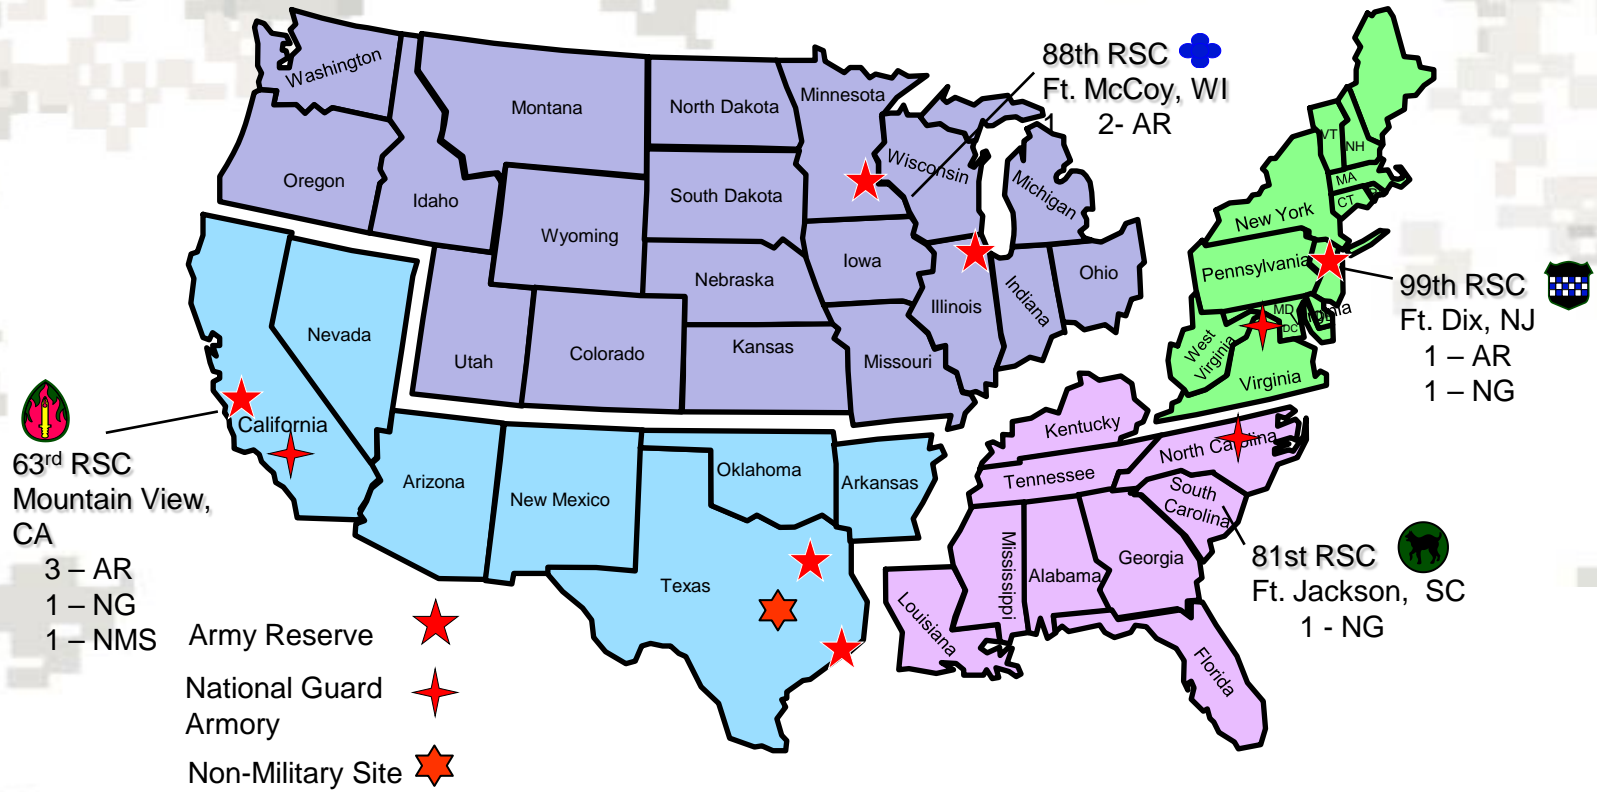 Washington
Montana
North Dakota
Minnesota
88th RSC
Ft. McCoy, WI
1 2- AR
Oregon
Idaho
South Dakota
Wisconsin
Michigan
VT
NH
MA
CT
New York
Wyoming
Nebraska
Iowa
Illinois
Indiana
Ohio
Pennsylvania
99th RSC
Ft. Dix, NJ
1 – AR
1 – NG
Nevada
Utah
Colorado
Kansas
Missouri
MD
DC
West
Virginia
Virginia
California
63rd RSC
Mountain View,
CA
3 – AR
1 – NG
1 – NMS
Arizona
New Mexico
Oklahoma
Arkansas
Texas
Kentucky
Tennessee
North Carolina
South
Carolina
Mississippi
Alabama
Georgia
Louisiana
Florida
81st RSC
Ft. Jackson, SC
1 - NG
Army Reserve
National Guard
Armory
Non-Military Site